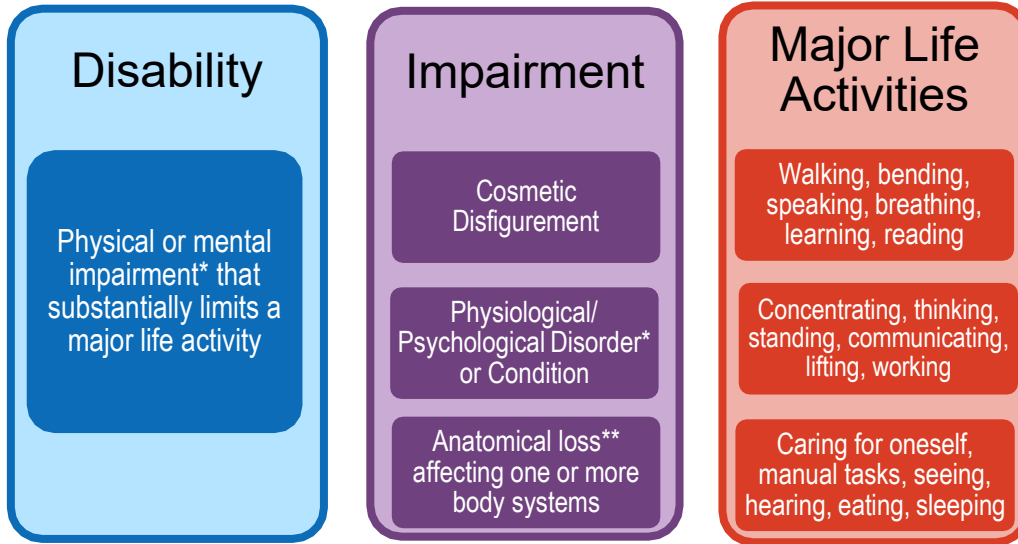 Disability
Physical or mental
impairment* that
substantially limits a
major life activity
Impairment
Cosmetic
Disfigurement
Physiological/
Psychological Disorder*
or Condition
Anatomical loss**
affecting one or more
body systems
Major Life
Activities
Walking, bending,
speaking, breathing,
learning, reading
Concentrating, thinking,
standing, communicating,
lifting, working
Caring for oneself,
manual tasks, seeing,
hearing, eating, sleeping